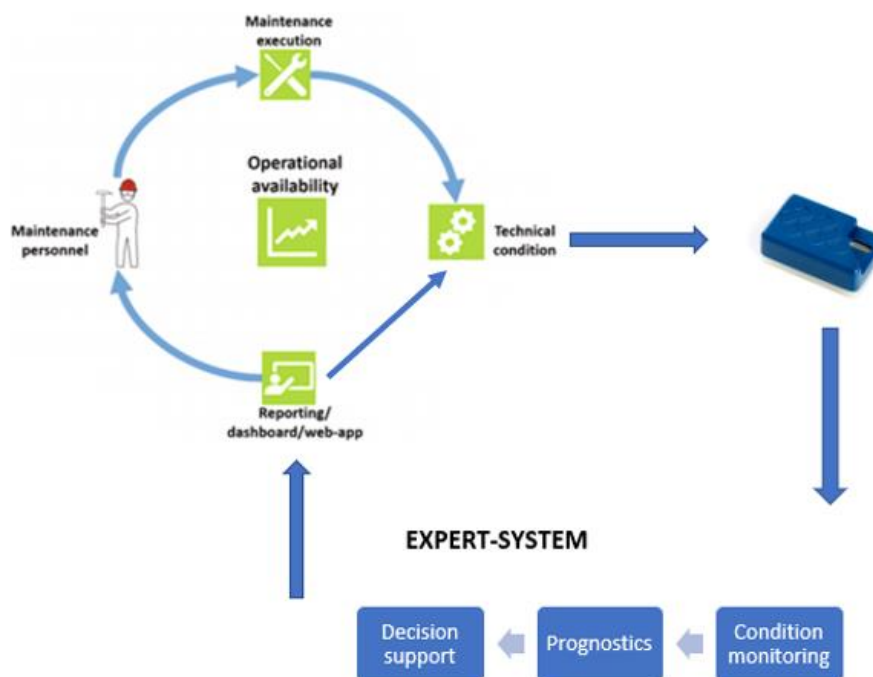 Maintenance
execution
Operational
availability
Maintenance
personnel
Technical
condition
Reporting/
dashboard/web-app
EXPERT-SYSTEM
Decision
support
Prognostics
Condition
monitoring